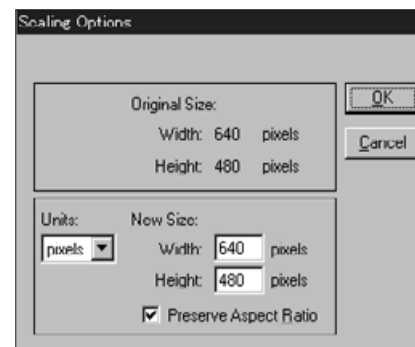 Scaling Options
Original Size:
Width: 640 pixels
Height: 480 pixels
OK
Cancel
Units:
pixels
New Size:
Width: 640 pixels
Height: 480 pixels
Preserve Aspect Ratio